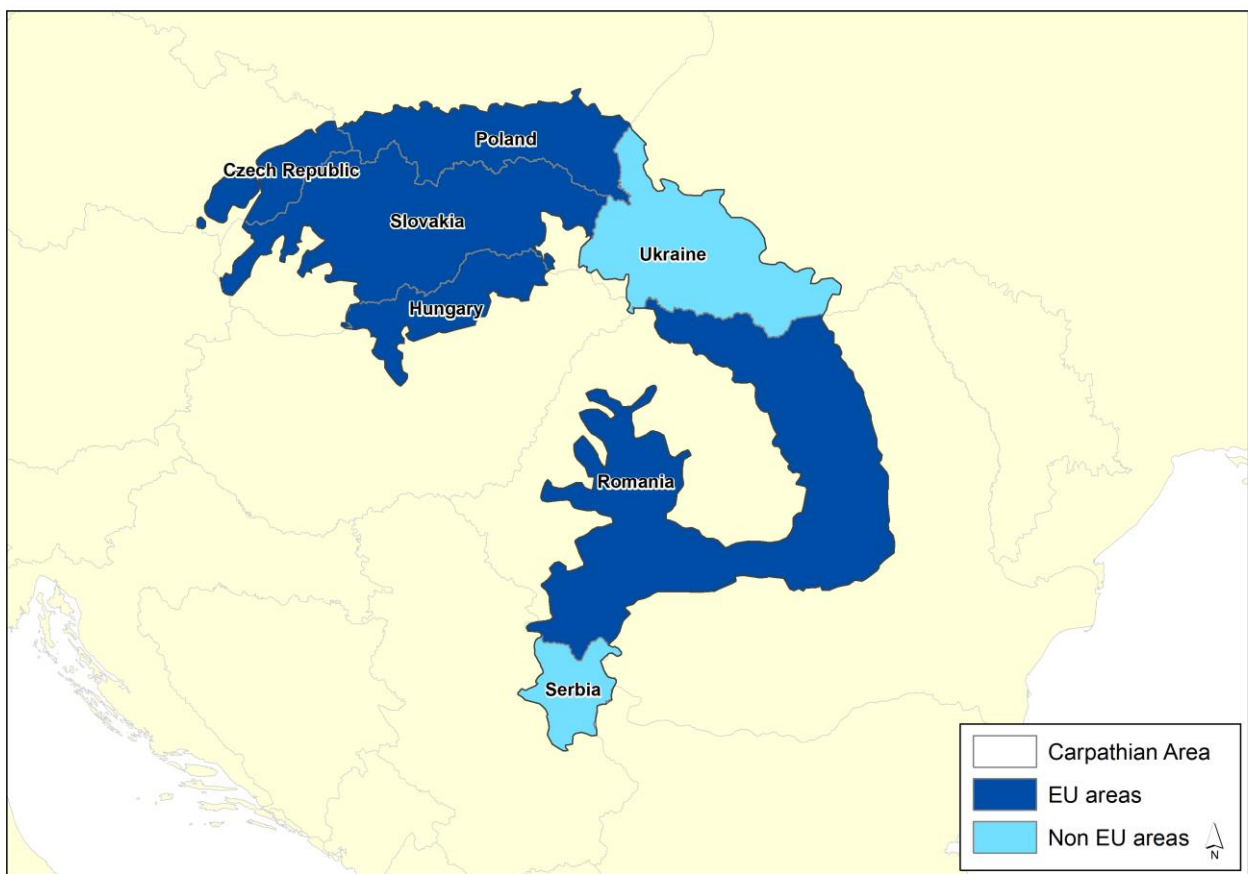 Poland
Czech Republic
Slovakia
Ukraine
Hungary
Romania
Serbia
Carpathian Area
EU areas
Non EU areas
N